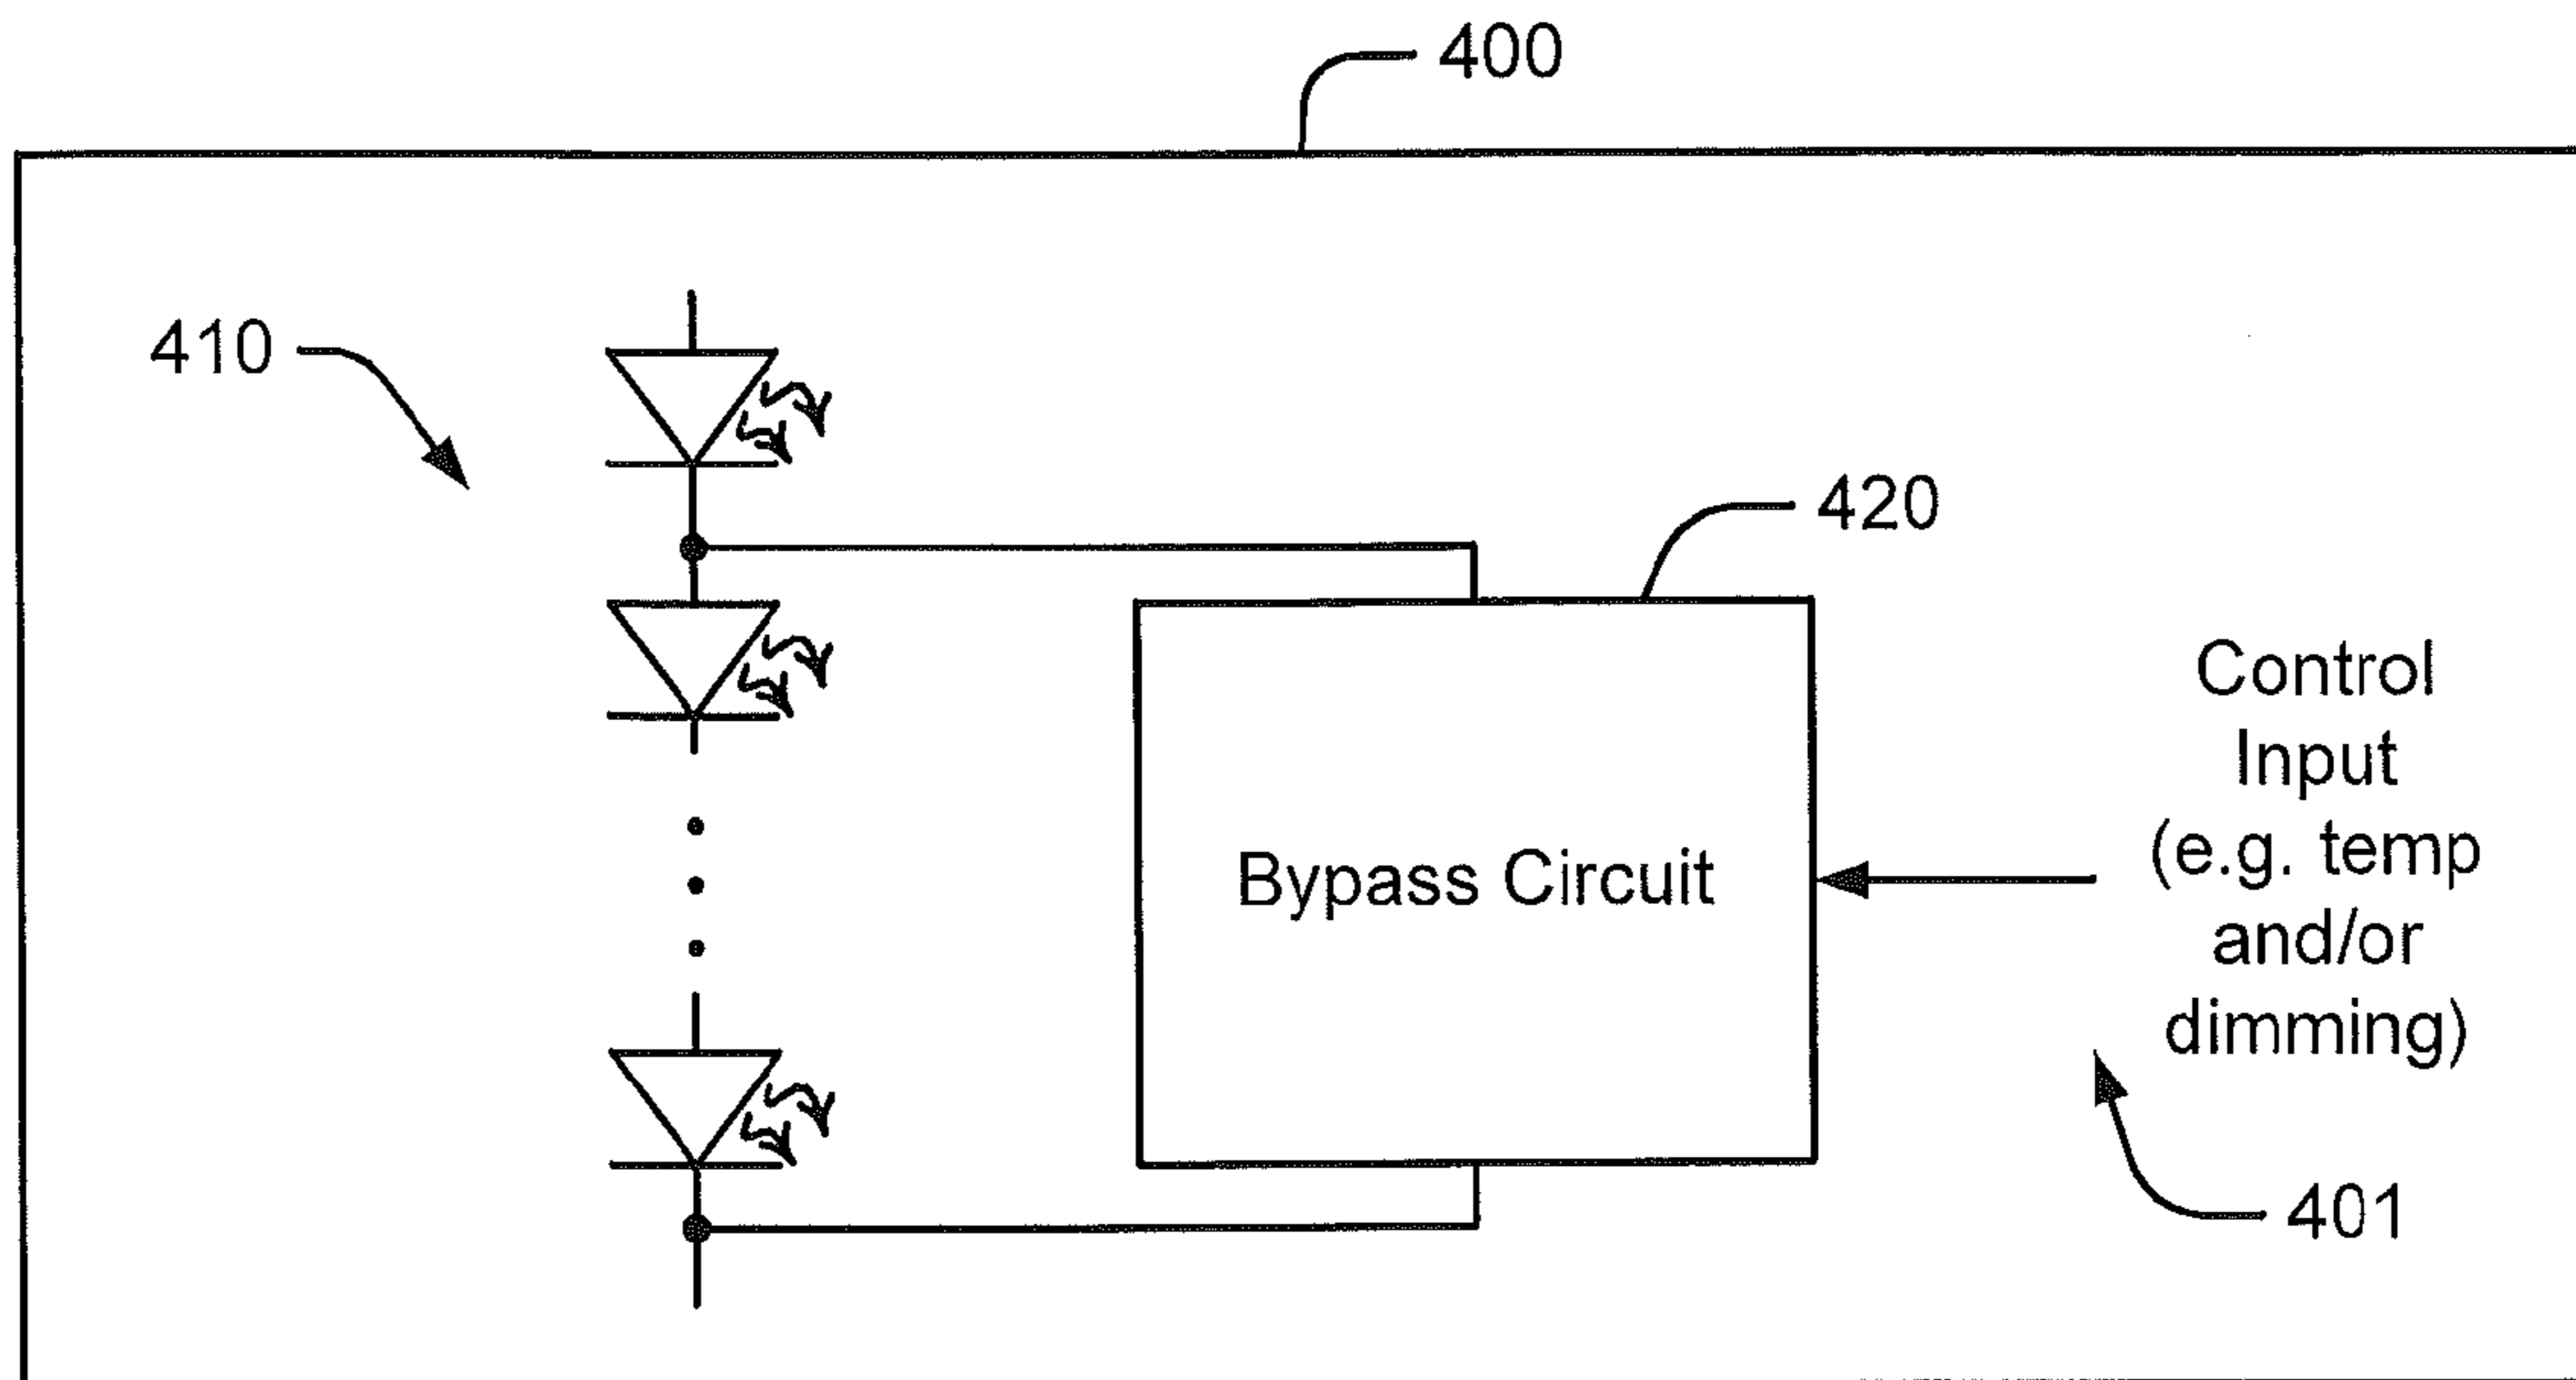 400
410
420
Control
Input
(e.g. temp
and/or
dimming)
Bypass Circuit
401